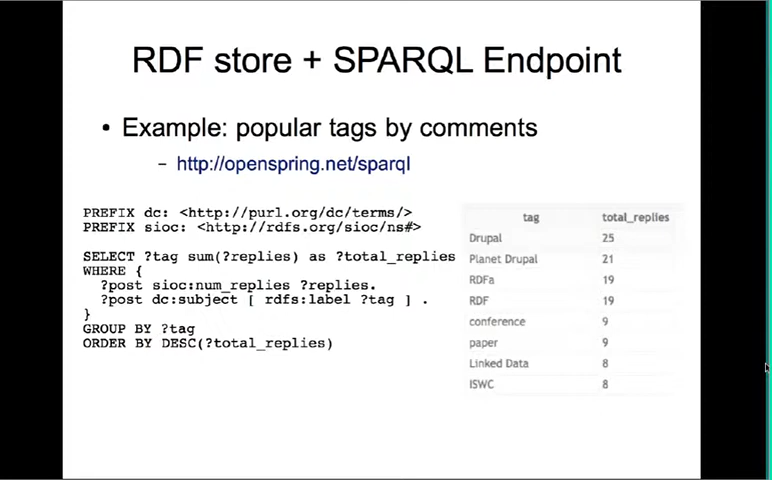 RDF store + SPARQL Endpoint
• Example: popular tags by comments
– http://openspring.net/sparql
PREFIX dc: <http://purl.org/dc/terms/>
PREFIX sioc: <http://rdfs.org/sioc/ns#>
SELECT ?tag sum(?replies) as ?total_replies
WHERE {
?post sioc:num_replies ?replies.
?post dc:subject [ rdfs:label ?tag ] .
}
GROUP BY ?tag
ORDER BY DESC(?total_replies)
tag total_replies
Drupal 25
Planet Drupal 21
RDFa 19
RDF 19
conference 9
paper 9
Linked Data 8
ISWC 8